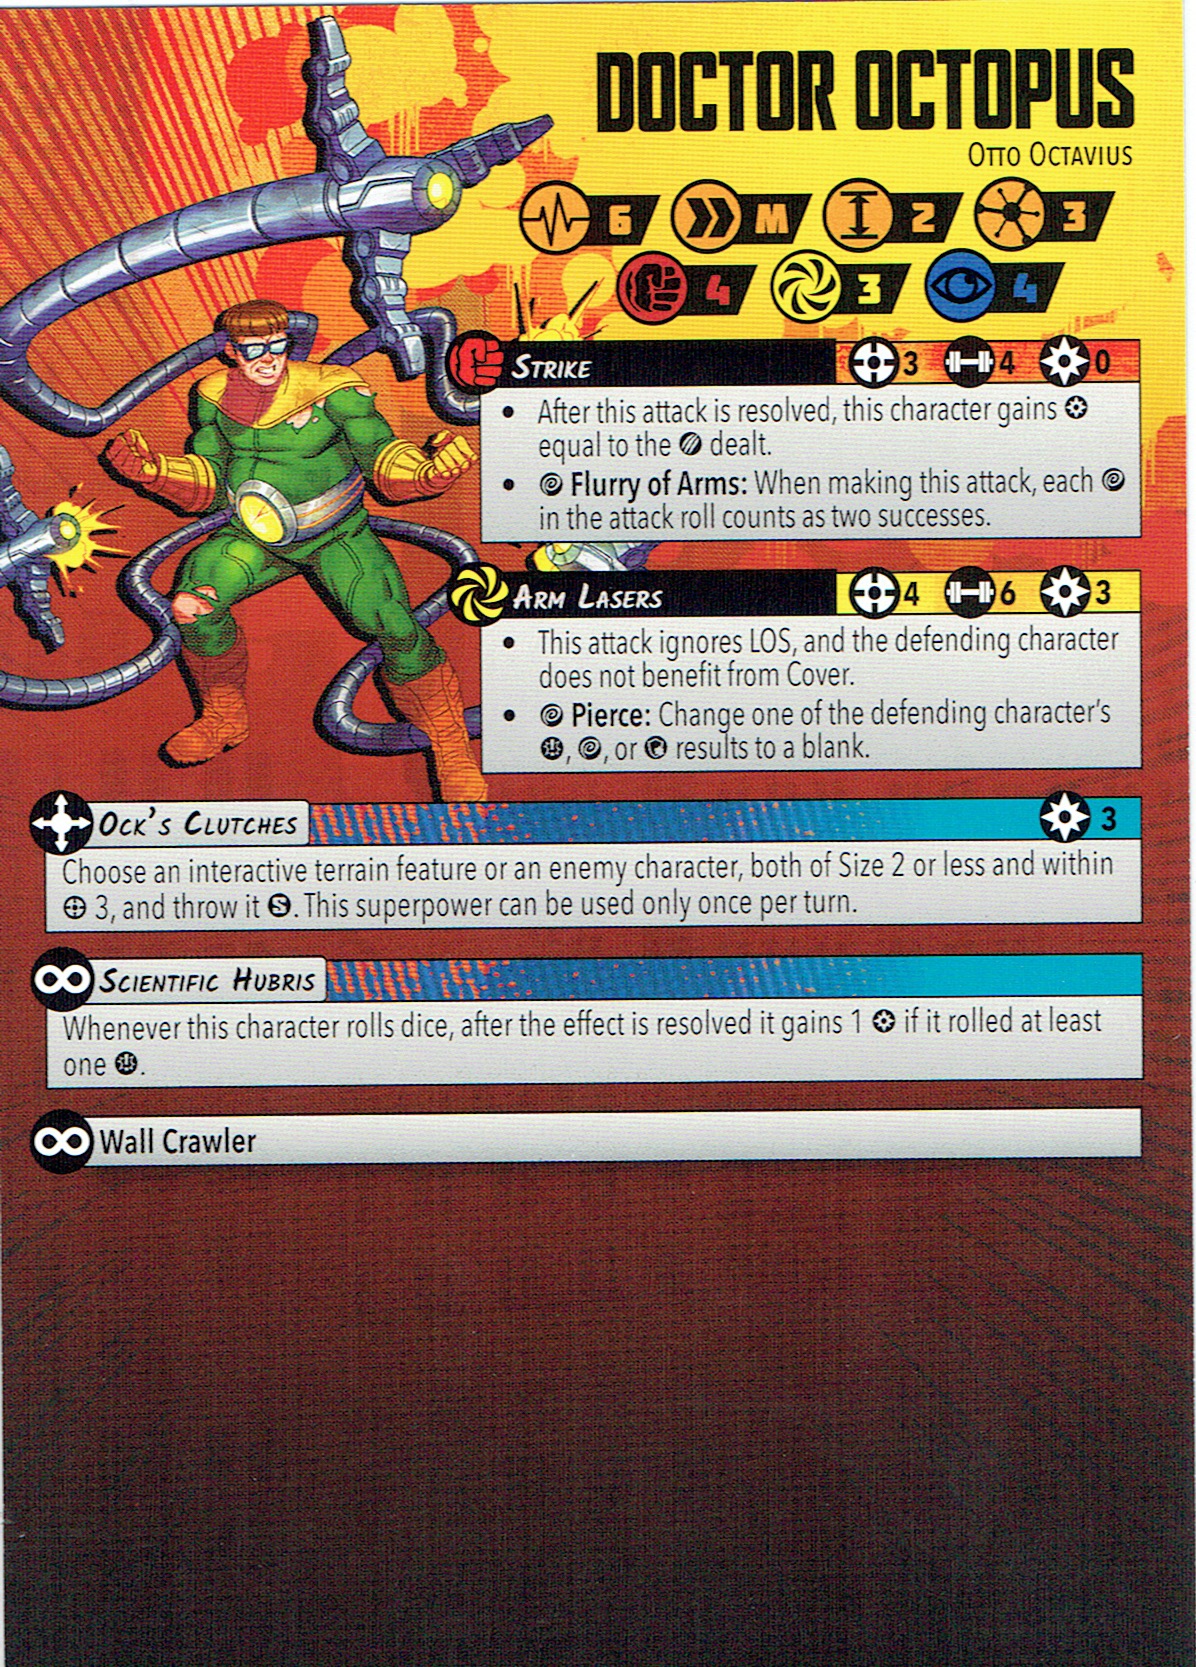 DOCTOR OCTOPUS
OTTO OCTAVIUS
6 M 2 3
4 3 4
STRIKE 3 4 0
• After this attack is resolved, this character gains
equal to the dealt.
• Flurry of Arms: When making this attack, each
in the attack roll counts as two successes.
ARM LASERS 4 6 3
• This attack ignores LOS, and the defending character
does not benefit from Cover.
• Pierce: Change one of the defending character's
, , or results to a blank.
OCK'S CLUTCHES 3
Choose an interactive terrain feature or an enemy character, both of Size 2 or less and within
3, and throw it S. This superpower can be used only once per turn.
SCIENTIFIC HUBRIS
Whenever this character rolls dice, after the effect is resolved it gains 1 if it rolled at least
one .
Wall Crawler